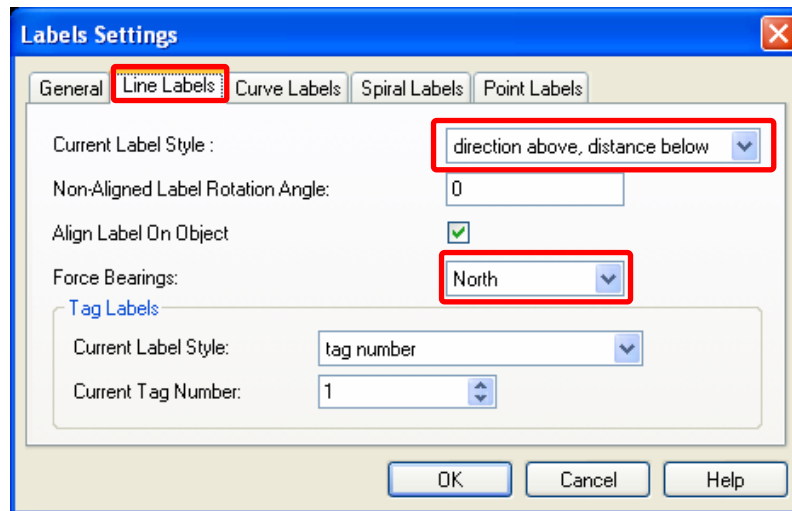 Labels Settings
General Line Labels Curve Labels Spiral Labels Point Labels
Current Label Style : direction above, distance below
Non-Aligned Label Rotation Angle: 0
Align Label On Object
Force Bearings: North
Tag Labels
Current Label Style: tag number
Current Tag Number: 1
OK Cancel Help